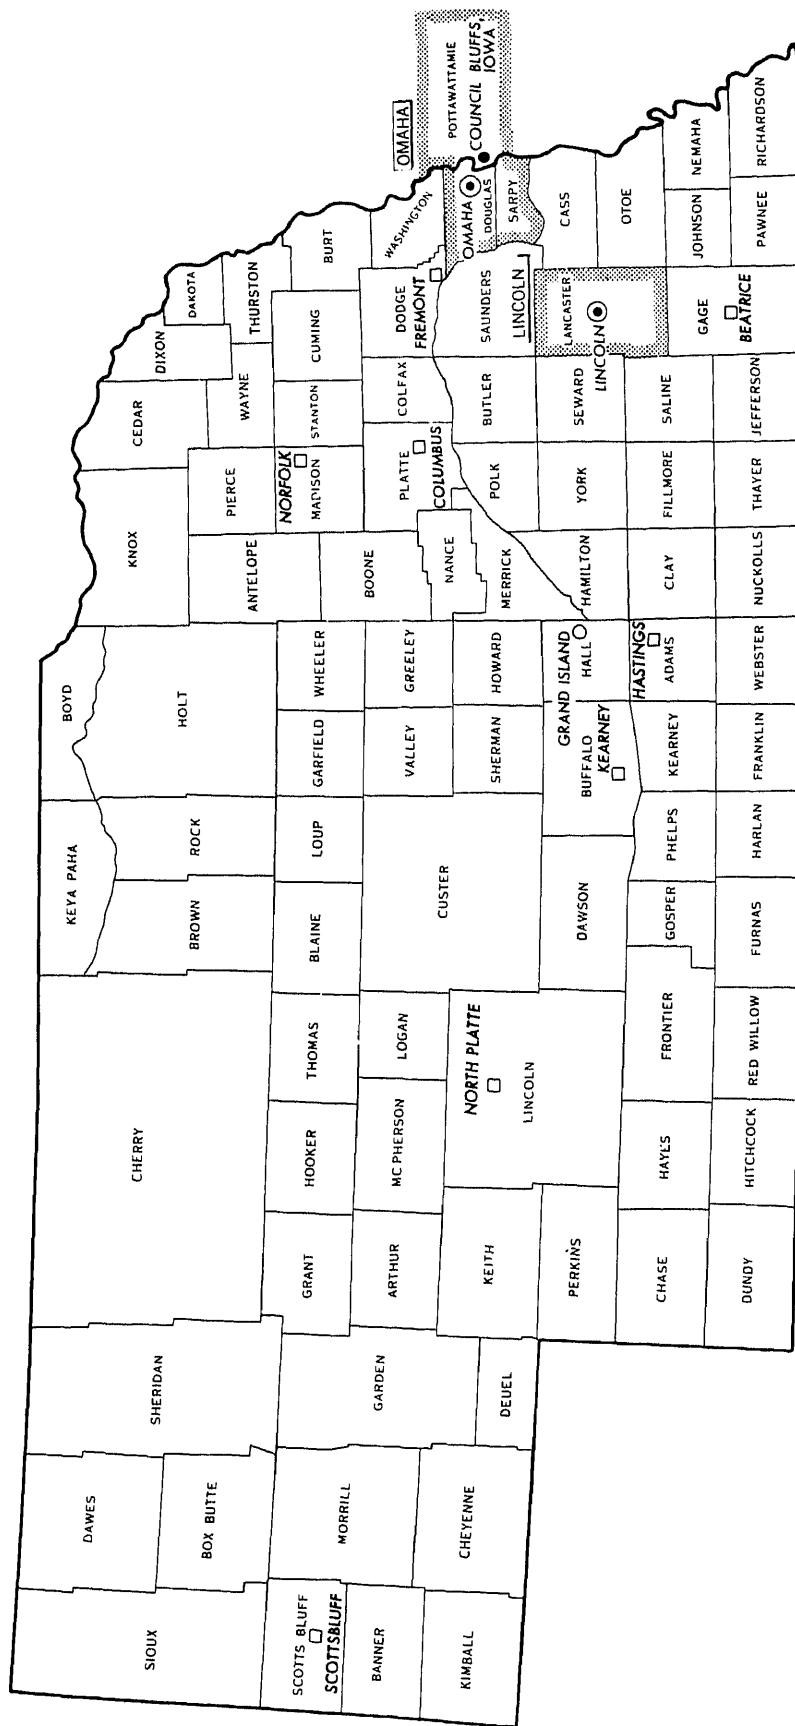 SIOUX
DAWES
BOX BUTTE
SHERIDAN
CHERRY
KEYA PAHA
BOYD
BROWN
ROCK
HOLT
KNOX
CEDAR
DIXON
DAKOTA
PIERCE
WAYNE
THURSTON
ANTELOPE
SCOTTS BLUFF
SCOTTSBLUFF
BANNER
KIMBALL
MORRILL
CHEYENNE
GARDEN
DEUEL
GRANT
HOOKER
THOMAS
BLAINE
LOUP
GARFIELD
WHEELER
NORFOLK
MADISON
STANTON
CUMING
BURT
ARTHUR
MC PHERSON
LOGAN
CUSTER
VALLEY
GREELEY
BOONE
PLATTE
COLUMBUS
COLFAX
DODGE
FREMONT
WASHINGTON
OMAHA
POTTAWATTAMIE
COUNCIL BLUFFS,
IOWA
KEITH
NORTH PLATTE
LINCOLN
SHERMAN
HOWARD
NANCE
MERRICK
POLK
BUTLER
SAUNDERS
LINCOLN
OMAHA
DOUGLAS
SARPY
PERKINS
DAWSON
BUFFALO
KEARNEY
GRAND ISLAND
HALL
HAMILTON
YORK
SEWARD
LINCOLN
LANCASTER
CASS
OTOE
CHASE
HAYES
FRONTIER
GOSPER
PHELPS
KEARNEY
HASTINGS
ADAMS
CLAY
FILLMORE
SALINE
GAGE
BEATRICE
JOHNSON
NEMAHA
DUNDY
HITCHCOCK
RED WILLOW
FURNAS
HARLAN
FRANKLIN
WEBSTER
NUCKOLLS
THAYER
JEFFERSON
PAWNEE
RICHARDSON